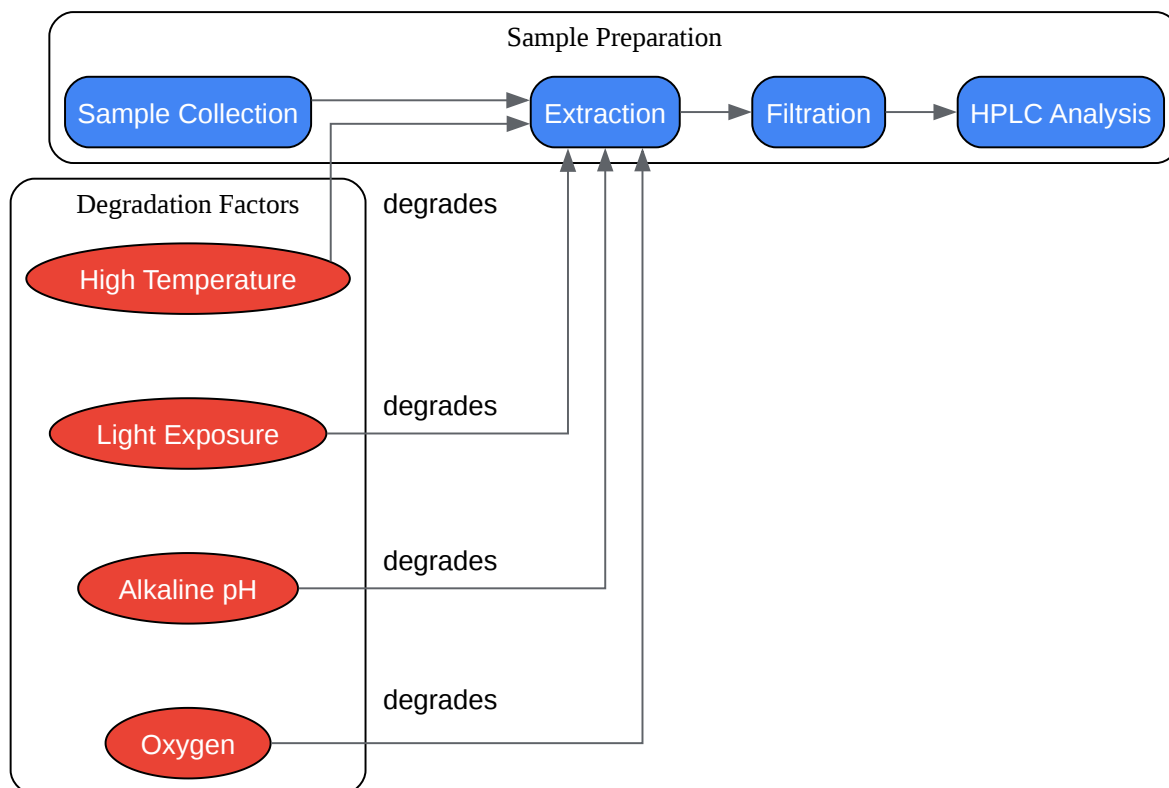 Sample Preparation
Sample Collection
Extraction
Filtration
HPLC Analysis
Degradation Factors
degrades
High Temperature
degrades
Light Exposure
degrades
Alkaline pH
degrades
Oxygen